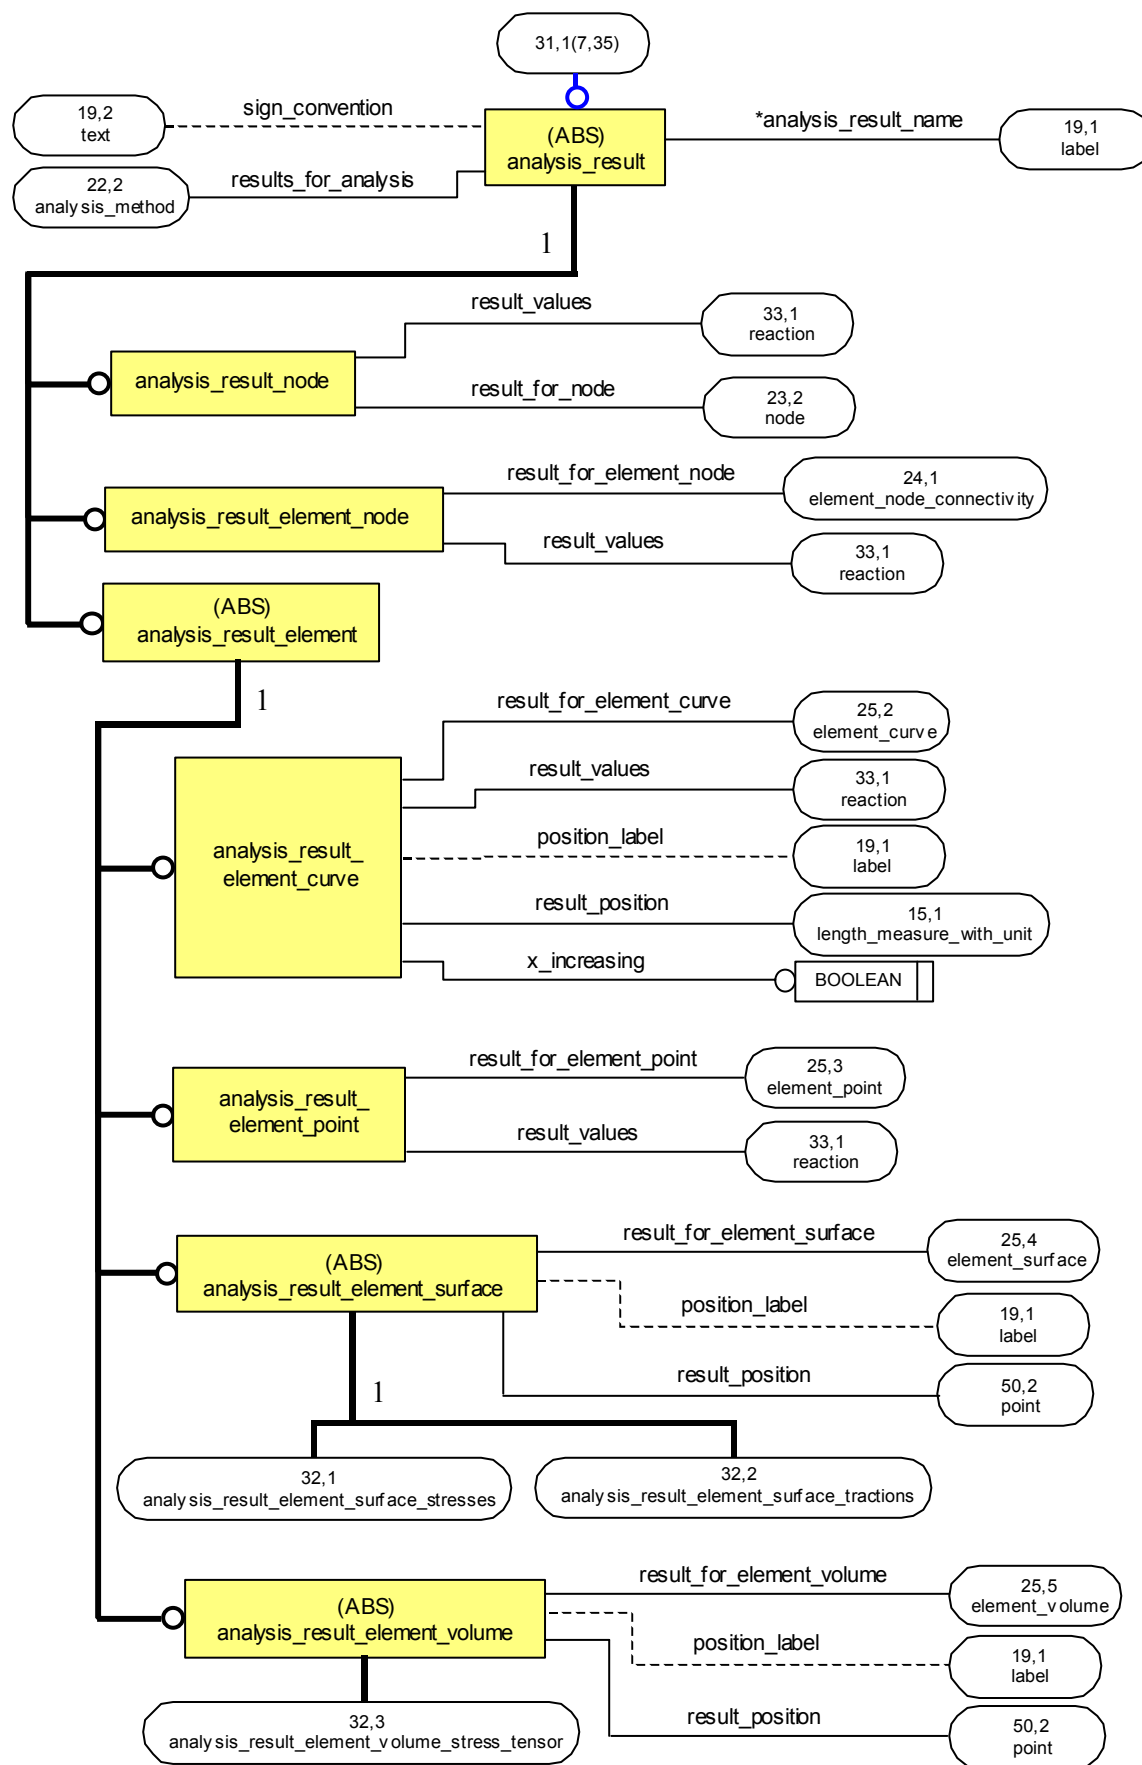 31,1(7,35)
sign_convention
19,2
text
(ABS)
analysis_result
*analysis_result_name
19,1
label
results_for_analysis
22,2
analysis_method
1
result_values
33,1
reaction
analysis_result_node
result_for_node
23,2
node
result_for_element_node
24,1
element_node_connectivity
analysis_result_element_node
result_values
33,1
reaction
(ABS)
analysis_result_element
1
result_for_element_curve
25,2
element_curve
result_values
33,1
reaction
analysis_result_
element_curve
position_label
19,1
label
result_position
15,1
length_measure_with_unit
x_increasing
BOOLEAN
result_for_element_point
25,3
element_point
analysis_result_
element_point
result_values
33,1
reaction
result_for_element_surface
25,4
element_surface
(ABS)
analysis_result_element_surface
position_label
19,1
label
result_position
50,2
point
1
32,1
analysis_result_element_surface_stresses
32,2
analysis_result_element_surface_tractions
result_for_element_volume
25,5
element_volume
(ABS)
analysis_result_element_volume
position_label
19,1
label
result_position
50,2
point
32,3
analysis_result_element_volume_stress_tensor